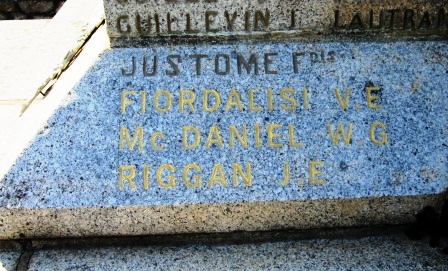 GUILLEVIN J. LAUTRA
JUSTOME Fdis
FIORDALISI V.E
Mc DANIEL W.G
RIGGAN J.E